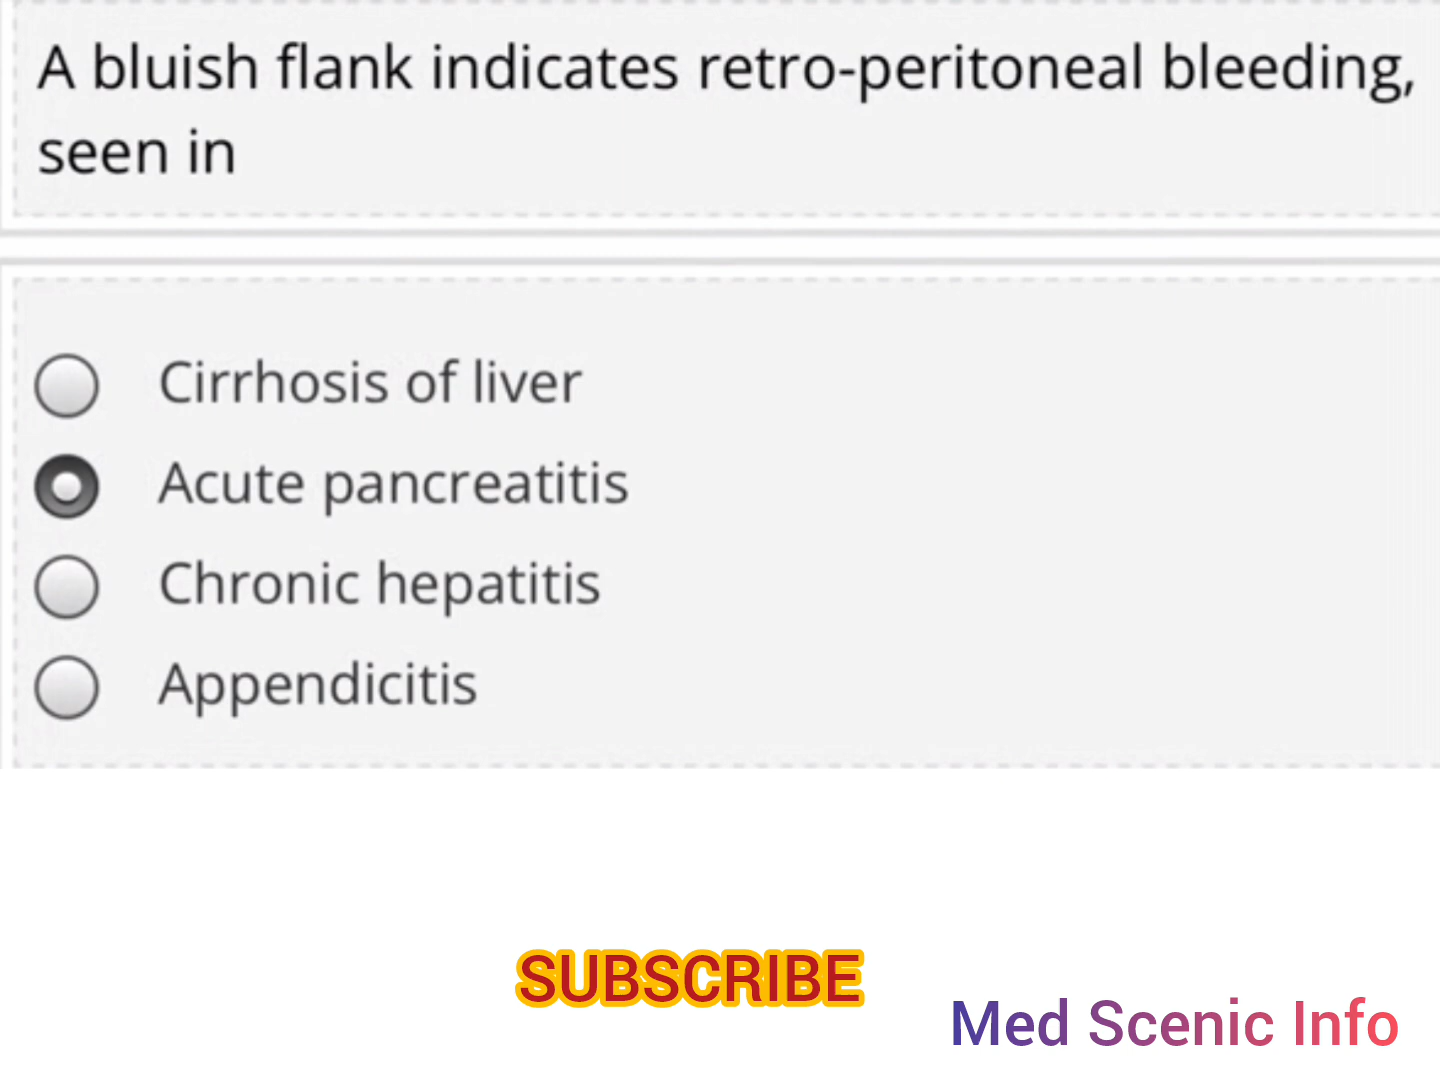 A bluish flank indicates retro-peritoneal bleeding,
seen in
Cirrhosis of liver
Acute pancreatitis
Chronic hepatitis
Appendicitis
SUBSCRIBE
Med Scenic Info